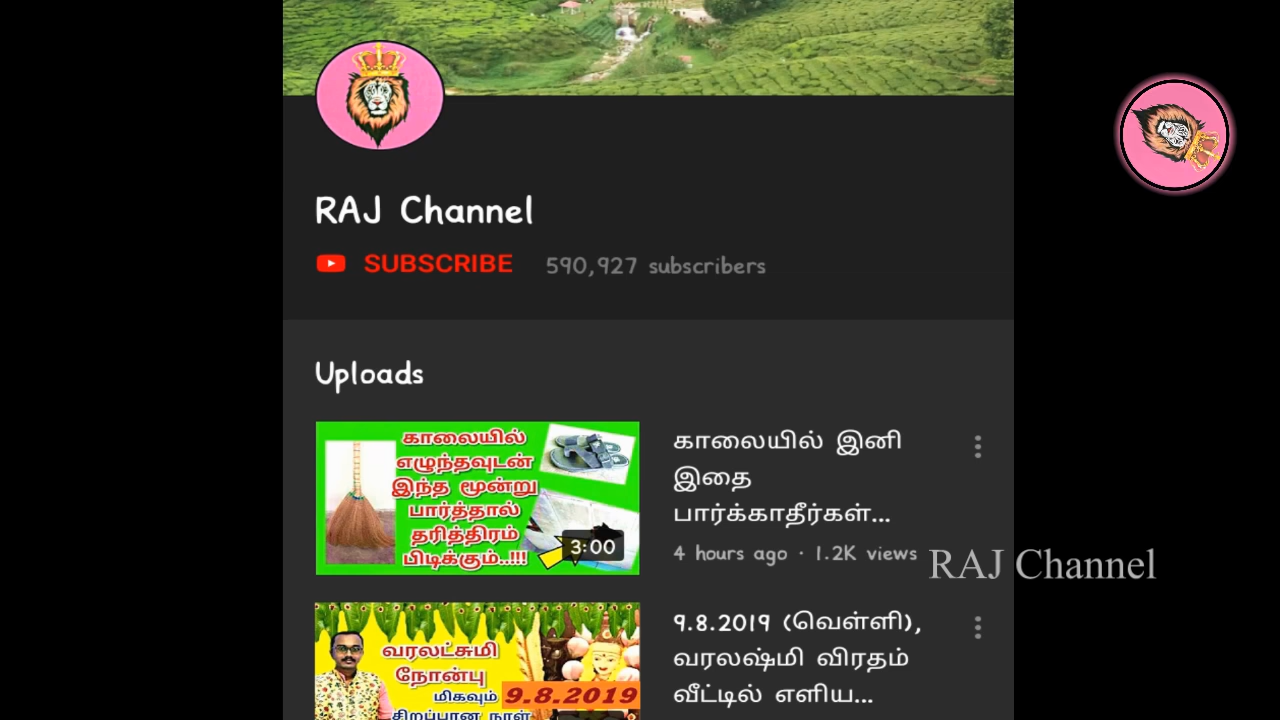 RAJ Channel
SUBSCRIBE 590,927 subscribers
Uploads
காலையில்
எழுந்தவுடன்
இந்த மூன்று
பார்த்தால்
தரித்திரம்
பிடிக்கும்..!!!
3:00
காலையில் இனி
இதை
பார்க்காதீர்கள்...
4 hours ago · 1.2K views
RAJ Channel
வரலட்சுமி
நோன்பு
மிகவும் 9.8.2019
சிறப்பான நாள்
9.8.2019 (வெள்ளி),
வரலஷ்மி விரதம்
வீட்டில் எளிய...